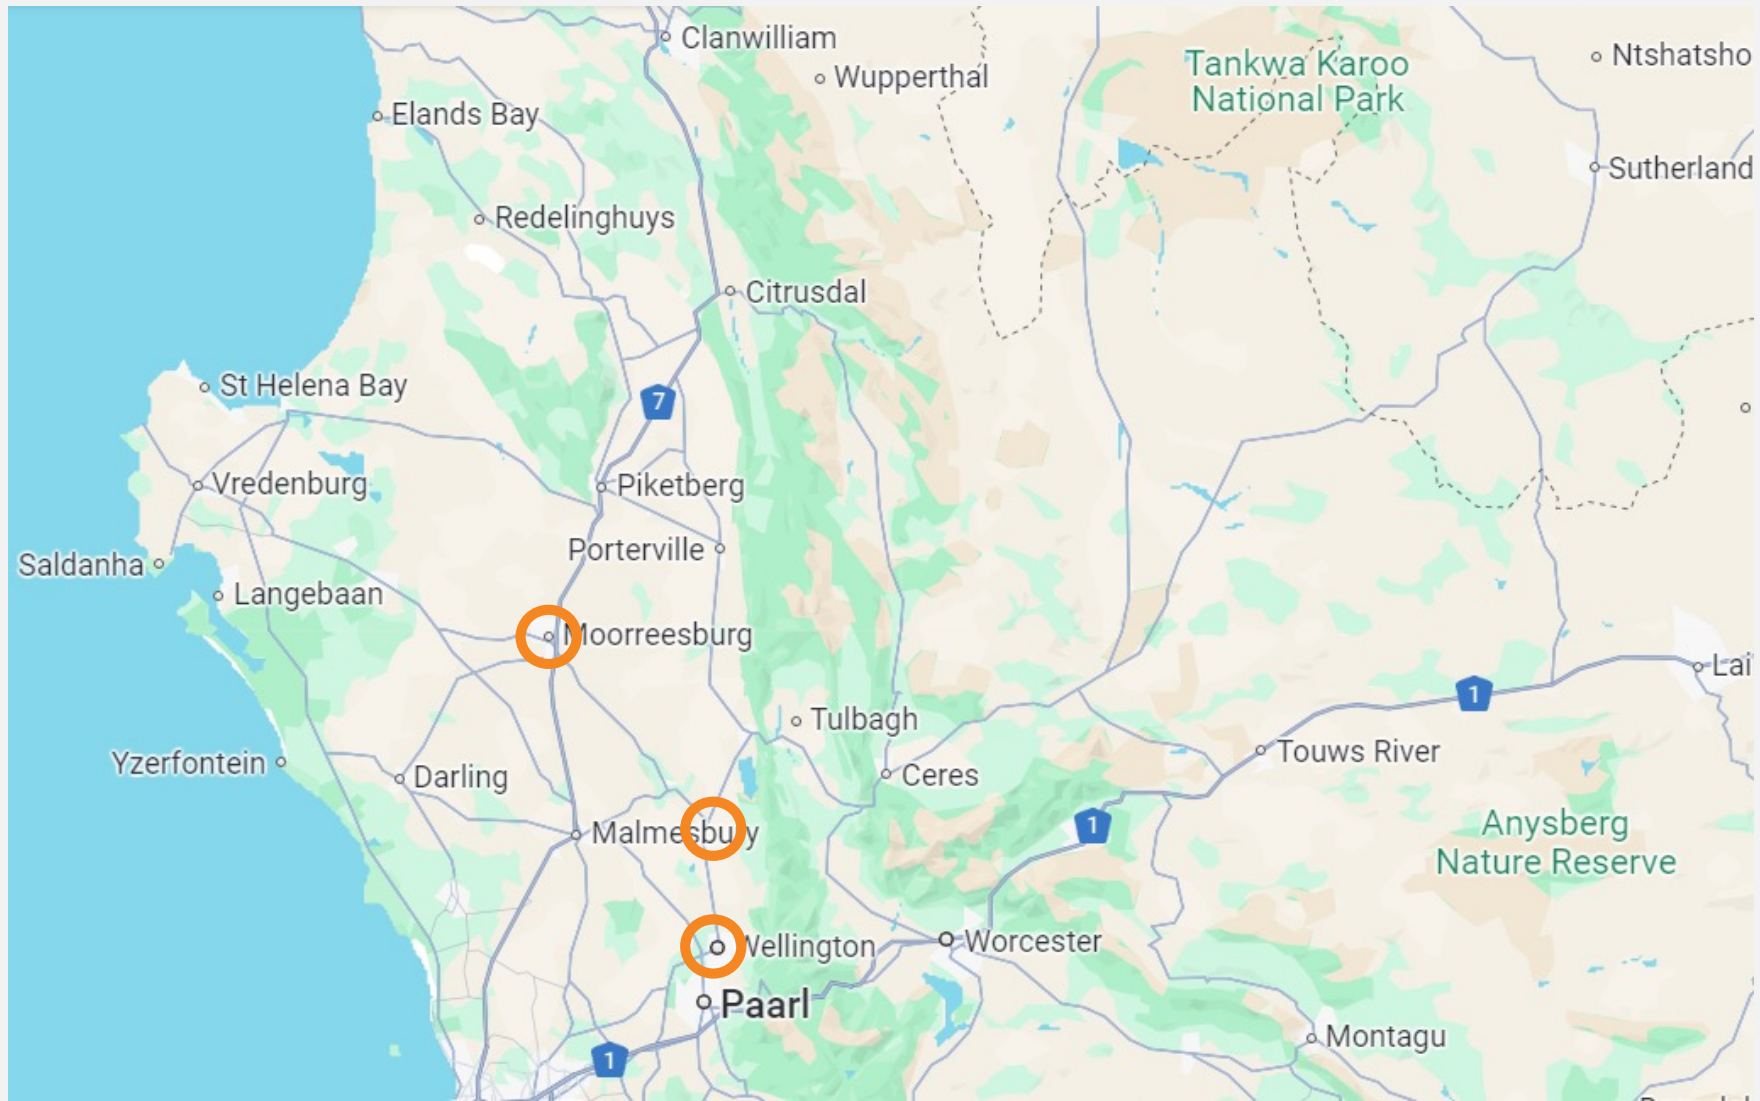 Clanwilliam
Wupperthal
Tankwa Karoo
National Park
Ntshatsho
Elands Bay
Sutherland
Redelinghuys
Citrusdal
St Helena Bay
7
Vredenburg
Piketberg
Porterville
Saldanha
Langebaan
Moorreesburg
Lai
1
Tulbagh
Touws River
Yzerfontein
Darling
Ceres
1
Malmesbury
Anysberg
Nature Reserve
Wellington
Worcester
Paarl
Montagu
1